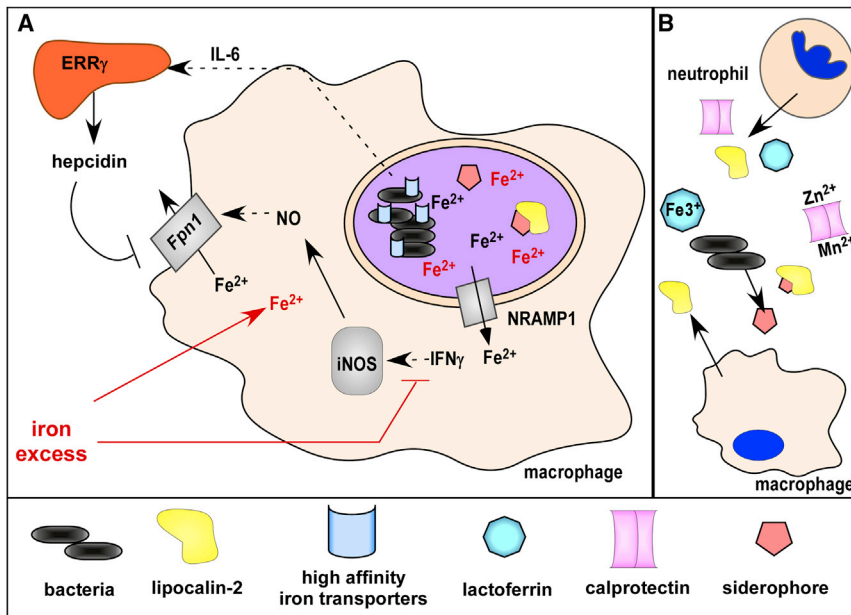 A
ERRγ
IL-6
hepcidin
Fpn1
NO
Fe2+
Fe2+
Fe2+
Fe2+
Fe2+
Fe2+
Fe2+
NRAMP1
Fe2+
iNOS
IFNγ
iron
excess
macrophage
B
neutrophil
Fe3+
Zn2+
Mn2+
macrophage
bacteria
lipocalin-2
high affinity
iron transporters
lactoferrin
calprotectin
siderophore